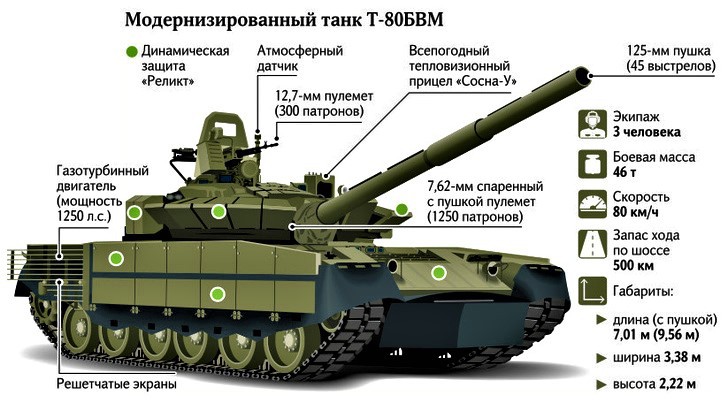 Модернизированный танк Т-80БВМ
Динамическая
защита
«Реликт»
Атмосферный
датчик
Всепогодный
тепловизионный
прицел «Сосна-У»
125-мм пушка
(45 выстрелов)
12,7-мм пулемет
(300 патронов)
Газотурбинный
двигатель
(мощность
1250 л.с.)
7,62-мм спаренный
с пушкой пулемет
(1250 патронов)
Решетчатые экраны
Экипаж
3 человека
Боевая масса
46 т
Скорость
80 км/ч
Запас хода
по шоссе
500 км
Габариты:
длина (с пушкой)
7,01 м (9,56 м)
ширина 3,38 м
высота 2,22 м